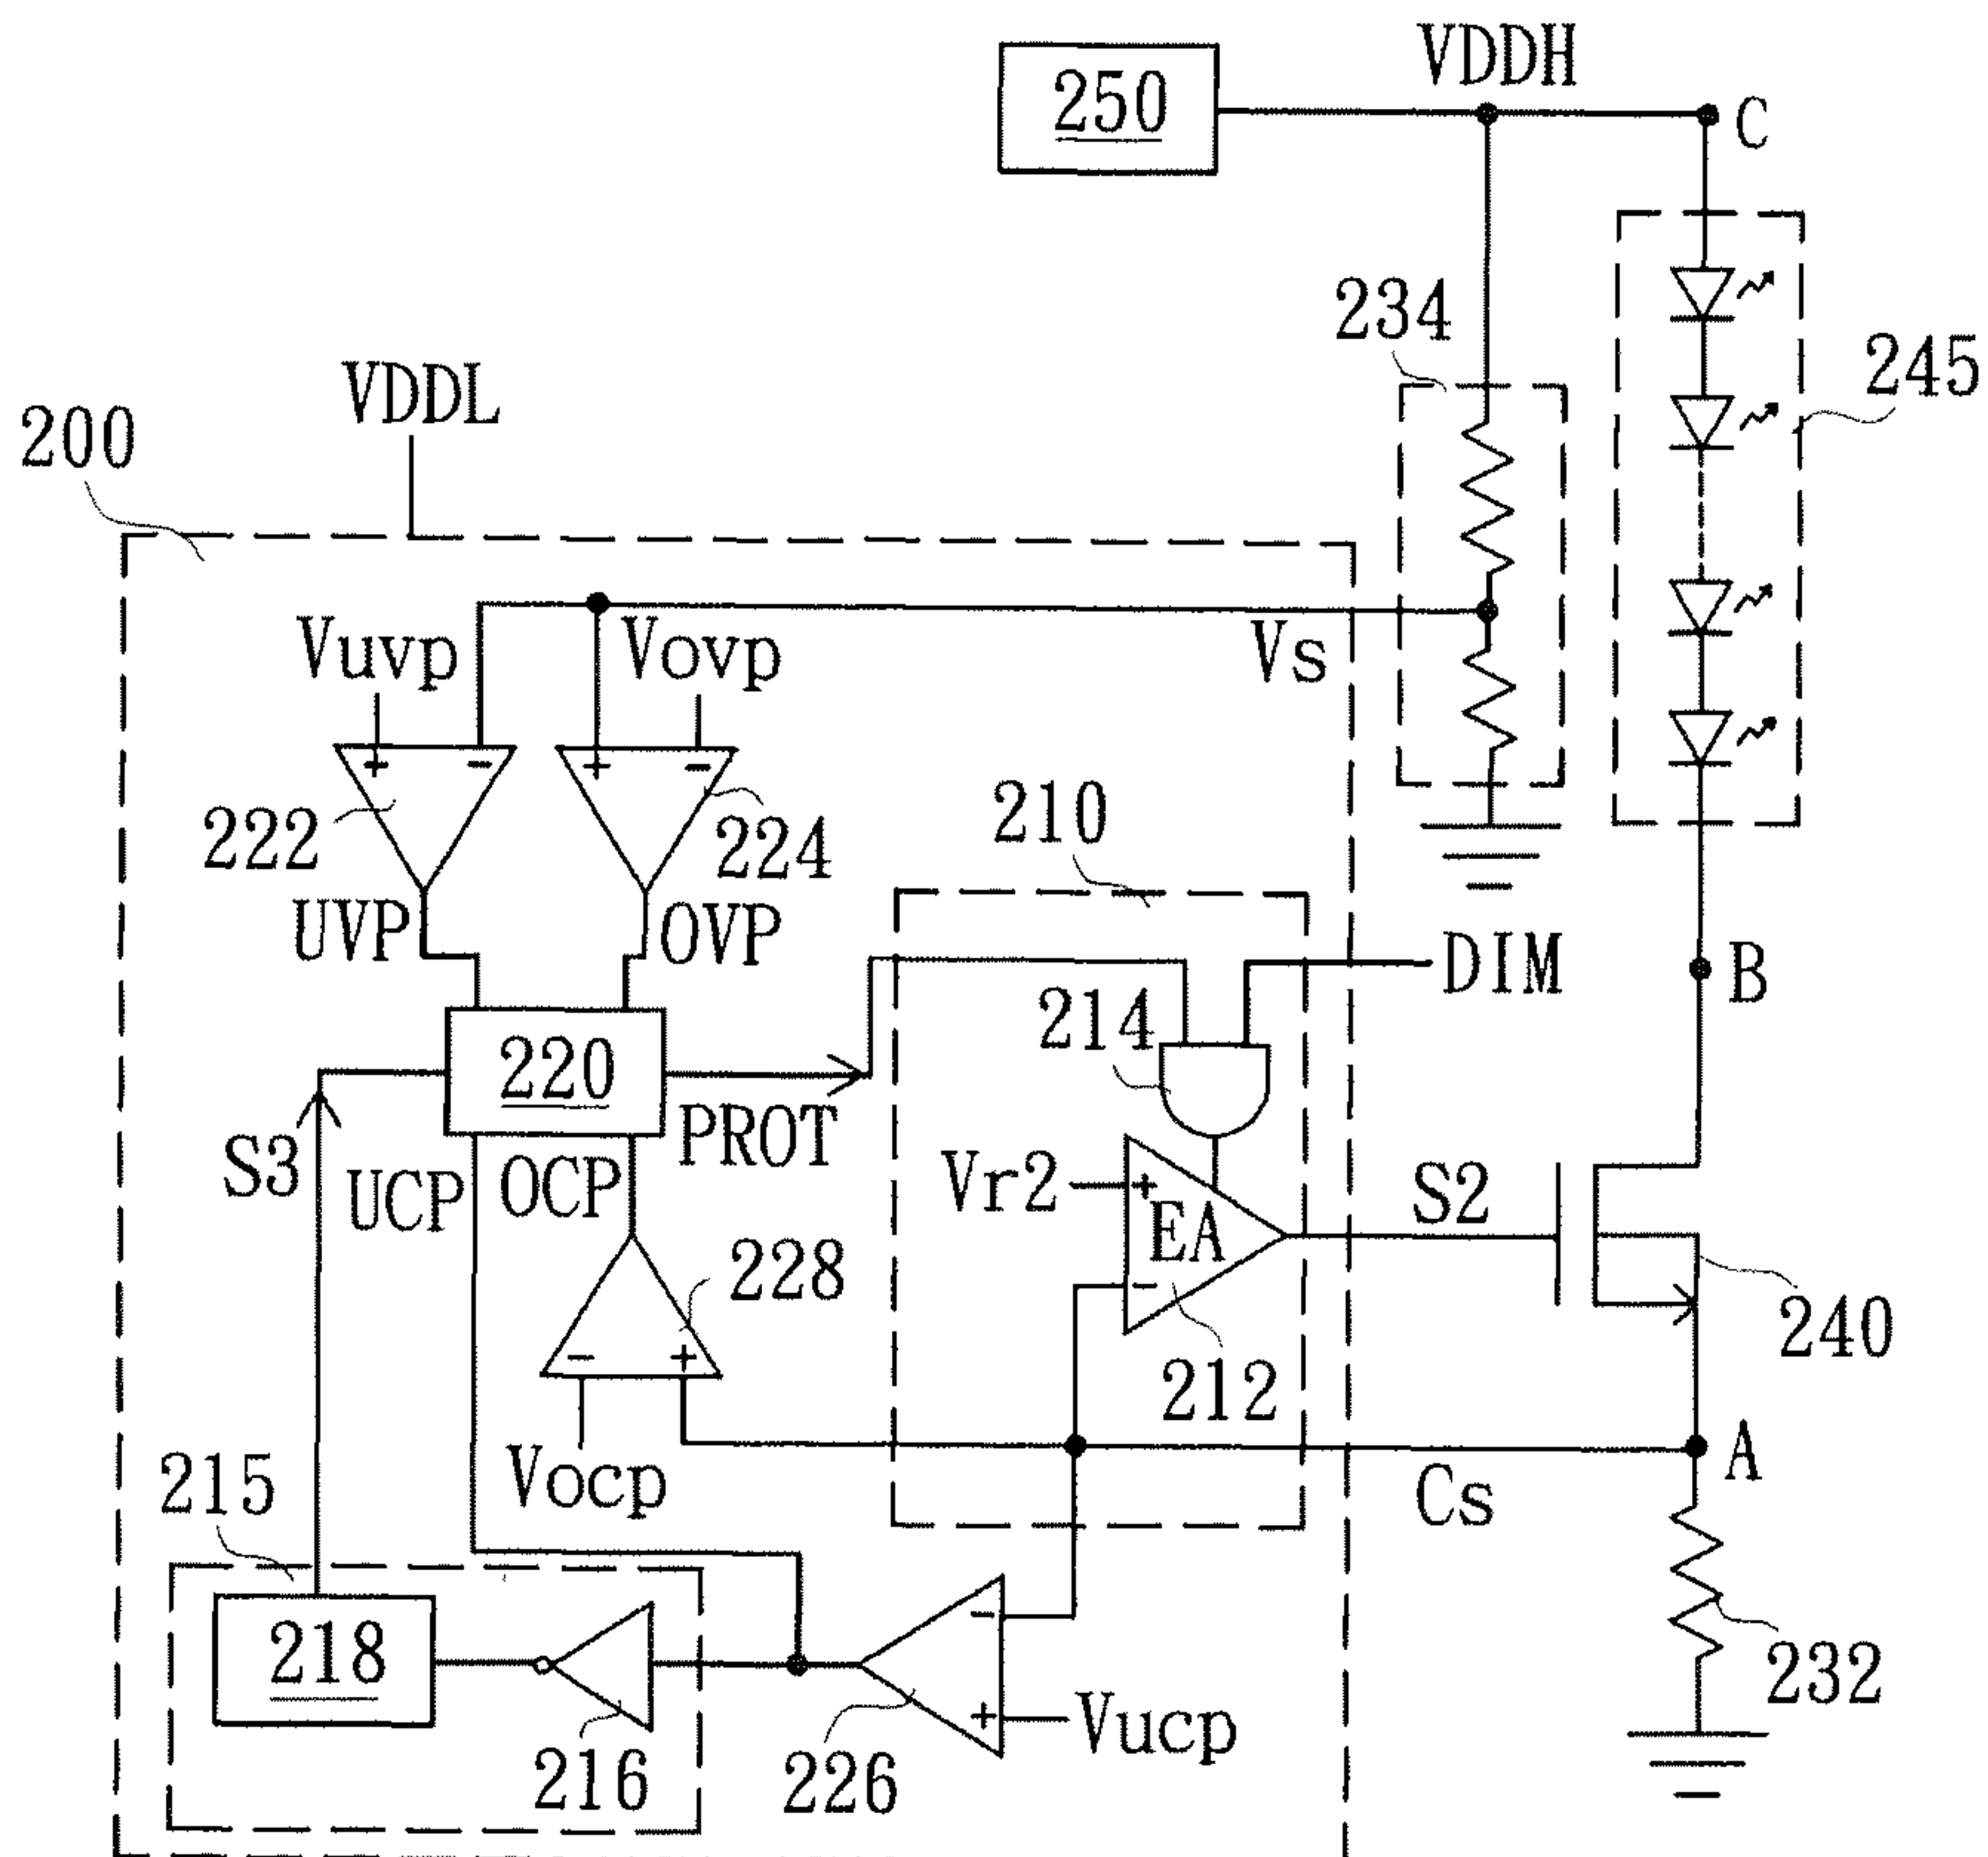 VDDH
250
C
234
245
VDDL
200
Vuvp
Vovp
Vs
+
-
+
-
222
224
210
UVP
OVP
DIM
B
214
220
PROT
S3
UCP
OCP
Vr2
+
EA
-
S2
228
240
212
-
+
Vocp
Cs
A
215
218
216
226
-
+
Vucp
232